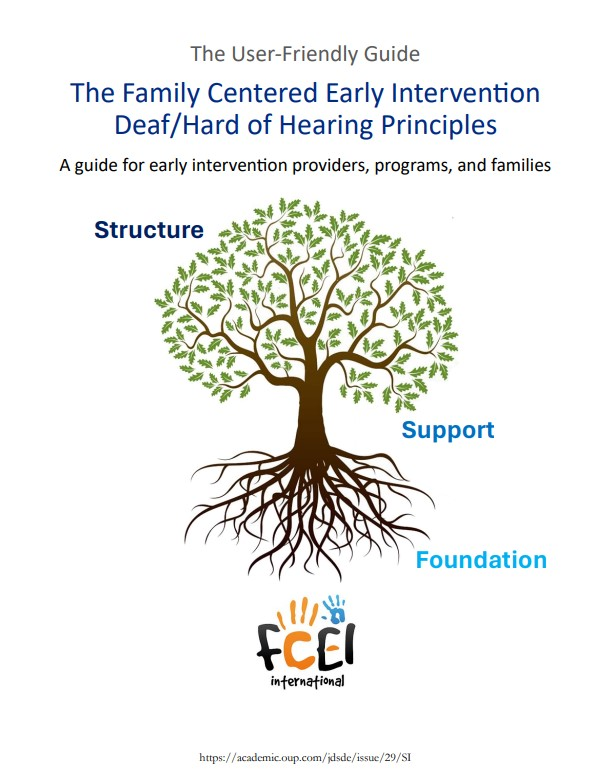 The User-Friendly Guide
The Family Centered Early Intervention
Deaf/Hard of Hearing Principles
A guide for early intervention providers, programs, and families
Structure
Support
Foundation
FCEI
international
https://academic.oup.com/jdsde/issue/29/SI